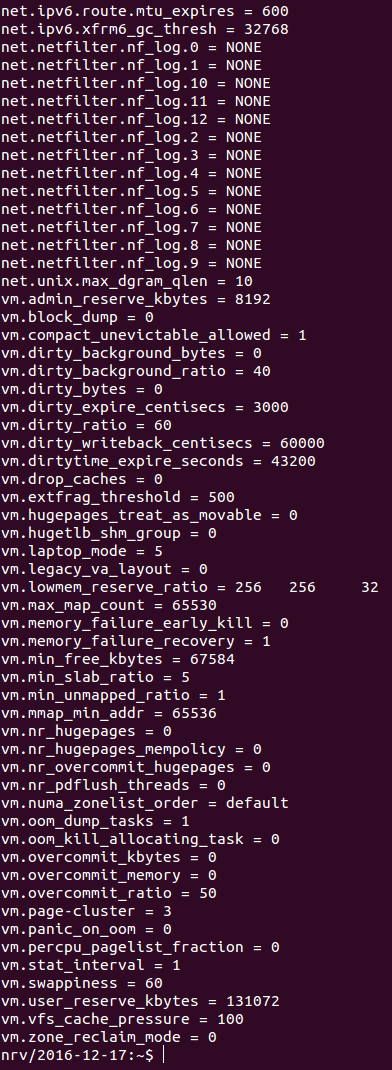 net.ipv6.route.mtu_expires = 600
net.ipv6.xfrm6_gc_thresh = 32768
net.netfilter.nf_log.0 = NONE
net.netfilter.nf_log.1 = NONE
net.netfilter.nf_log.10 = NONE
net.netfilter.nf_log.11 = NONE
net.netfilter.nf_log.12 = NONE
net.netfilter.nf_log.2 = NONE
net.netfilter.nf_log.3 = NONE
net.netfilter.nf_log.4 = NONE
net.netfilter.nf_log.5 = NONE
net.netfilter.nf_log.6 = NONE
net.netfilter.nf_log.7 = NONE
net.netfilter.nf_log.8 = NONE
net.netfilter.nf_log.9 = NONE
net.unix.max_dgram_qlen = 10
vm.admin_reserve_kbytes = 8192
vm.block_dump = 0
vm.compact_unevictable_allowed = 1
vm.dirty_background_bytes = 0
vm.dirty_background_ratio = 40
vm.dirty_bytes = 0
vm.dirty_expire_centisecs = 3000
vm.dirty_ratio = 60
vm.dirty_writeback_centisecs = 60000
vm.dirtytime_expire_seconds = 43200
vm.drop_caches = 0
vm.extfrag_threshold = 500
vm.hugepages_treat_as_movable = 0
vm.hugetlb_shm_group = 0
vm.laptop_mode = 5
vm.legacy_va_layout = 0
vm.lowmem_reserve_ratio = 256   256     32
vm.max_map_count = 65530
vm.memory_failure_early_kill = 0
vm.memory_failure_recovery = 1
vm.min_free_kbytes = 67584
vm.min_slab_ratio = 5
vm.min_unmapped_ratio = 1
vm.mmap_min_addr = 65536
vm.nr_hugepages = 0
vm.nr_hugepages_mempolicy = 0
vm.nr_overcommit_hugepages = 0
vm.nr_pdflush_threads = 0
vm.numa_zonelist_order = default
vm.oom_dump_tasks = 1
vm.oom_kill_allocating_task = 0
vm.overcommit_kbytes = 0
vm.overcommit_memory = 0
vm.overcommit_ratio = 50
vm.page-cluster = 3
vm.panic_on_oom = 0
vm.percpu_pagelist_fraction = 0
vm.stat_interval = 1
vm.swappiness = 60
vm.user_reserve_kbytes = 131072
vm.vfs_cache_pressure = 100
vm.zone_reclaim_mode = 0
nrv/2016-12-17:~$